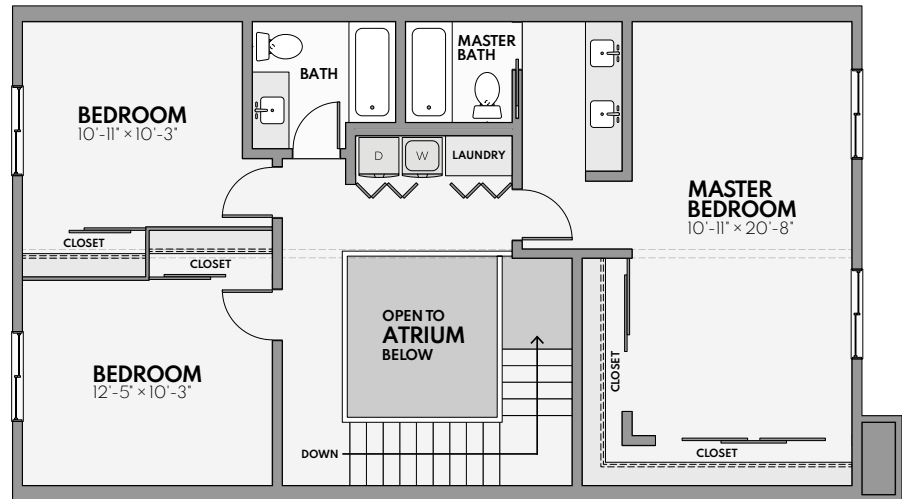 BATH
MASTER
BATH
BEDROOM
10'-11" × 10'-3"
D
W
LAUNDRY
MASTER
BEDROOM
10'-11" × 20'-8"
CLOSET
CLOSET
OPEN TO
ATRIUM
BELOW
BEDROOM
12'-5" × 10'-3"
CLOSET
DOWN
CLOSET